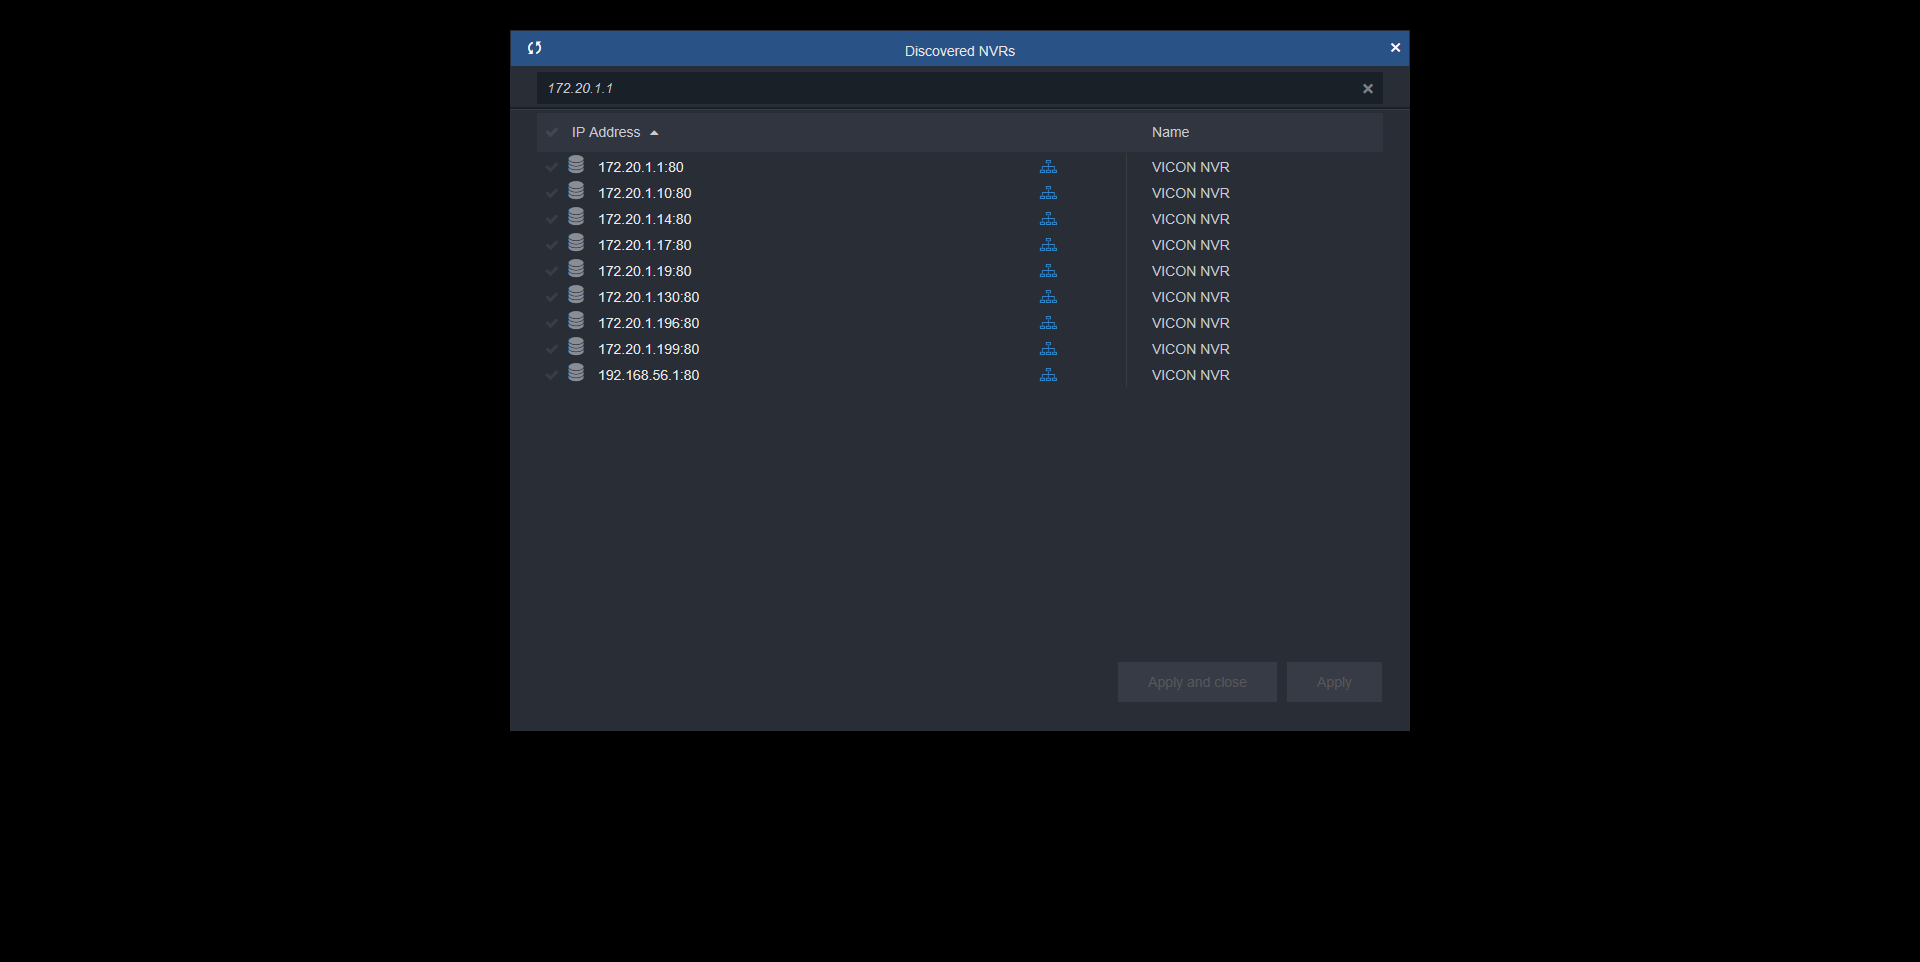 Discovered NVRs
172.20.1.1
IP Address Name
172.20.1.1:80 VICON NVR
172.20.1.10:80 VICON NVR
172.20.1.14:80 VICON NVR
172.20.1.17:80 VICON NVR
172.20.1.19:80 VICON NVR
172.20.1.130:80 VICON NVR
172.20.1.196:80 VICON NVR
172.20.1.199:80 VICON NVR
192.168.56.1:80 VICON NVR
Apply and close Apply